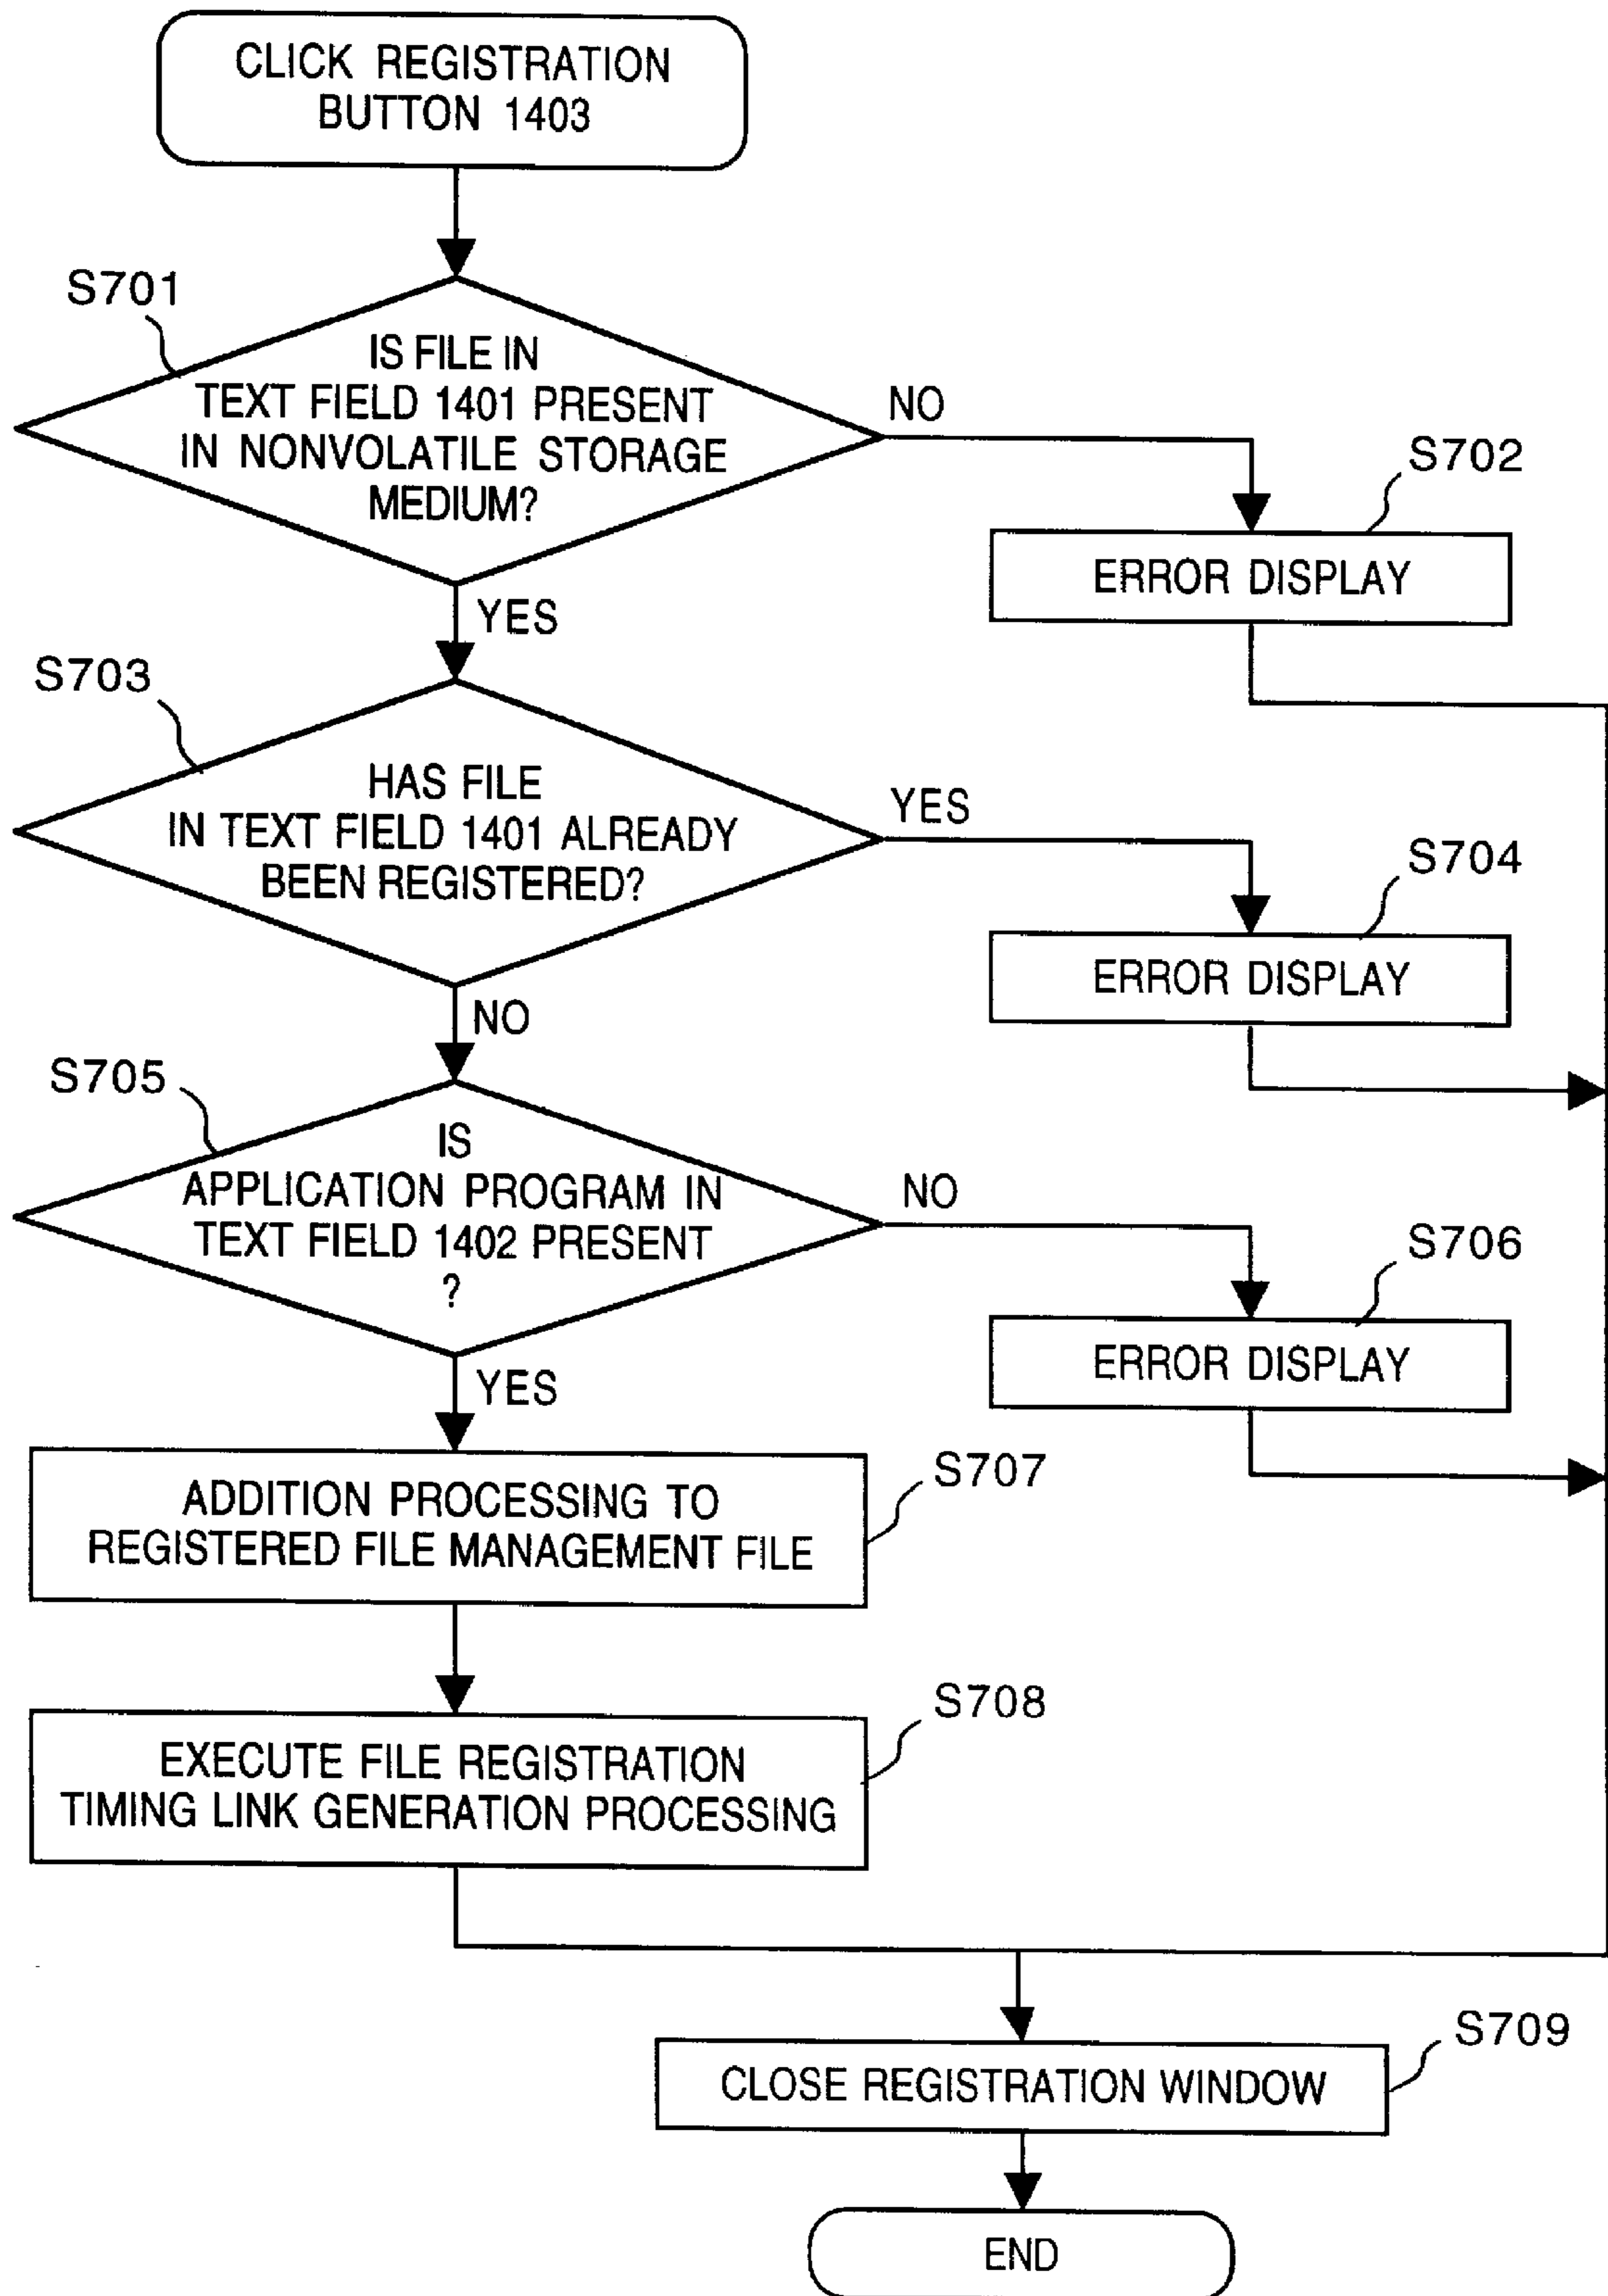 CLICK REGISTRATION
BUTTON 1403
S701
IS FILE IN
TEXT FIELD 1401 PRESENT
IN NONVOLATILE STORAGE
MEDIUM?
NO
S702
ERROR DISPLAY
YES
S703
HAS FILE
IN TEXT FIELD 1401 ALREADY
BEEN REGISTERED?
YES
S704
ERROR DISPLAY
NO
S705
IS
APPLICATION PROGRAM IN
TEXT FIELD 1402 PRESENT
?
NO
S706
ERROR DISPLAY
YES
S707
ADDITION PROCESSING TO
REGISTERED FILE MANAGEMENT FILE
S708
EXECUTE FILE REGISTRATION
TIMING LINK GENERATION PROCESSING
S709
CLOSE REGISTRATION WINDOW
END